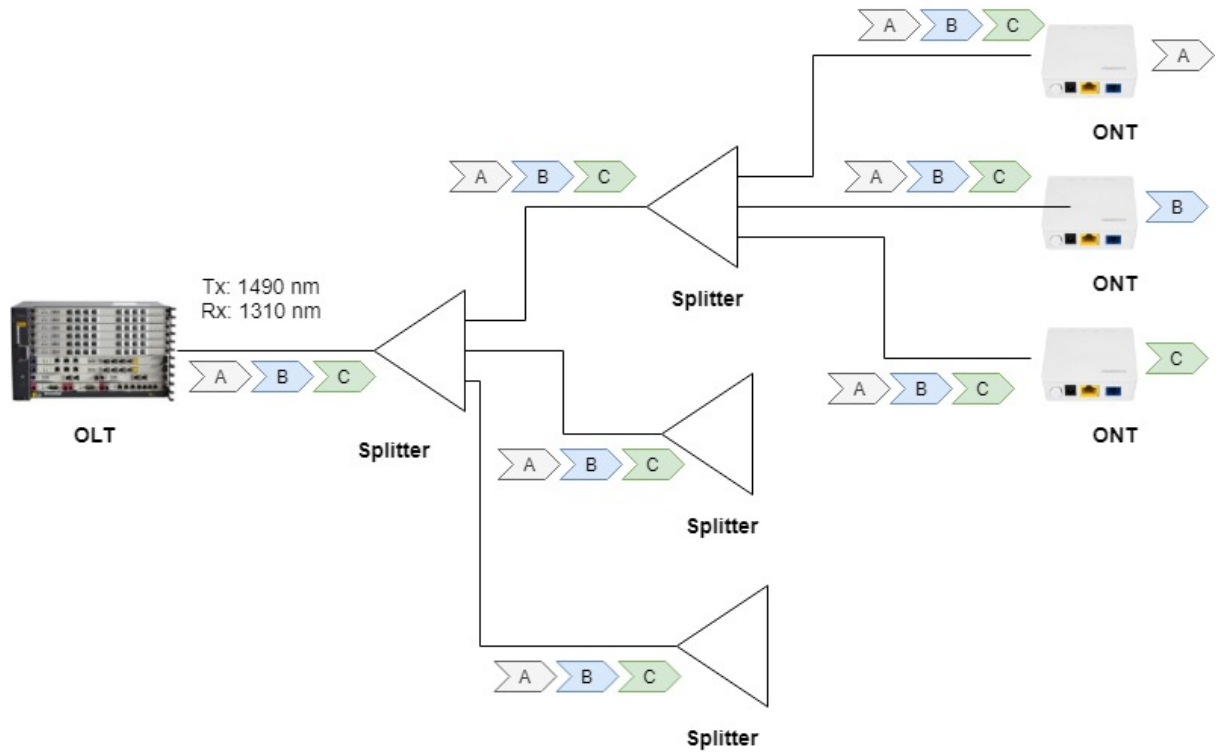 A B C
A
ONT
A B C
A B C
B
ONT
Splitter
Tx: 1490 nm
Rx: 1310 nm
A B C
OLT
Splitter
A B C
C
ONT
A B C
Splitter
A B C
Splitter